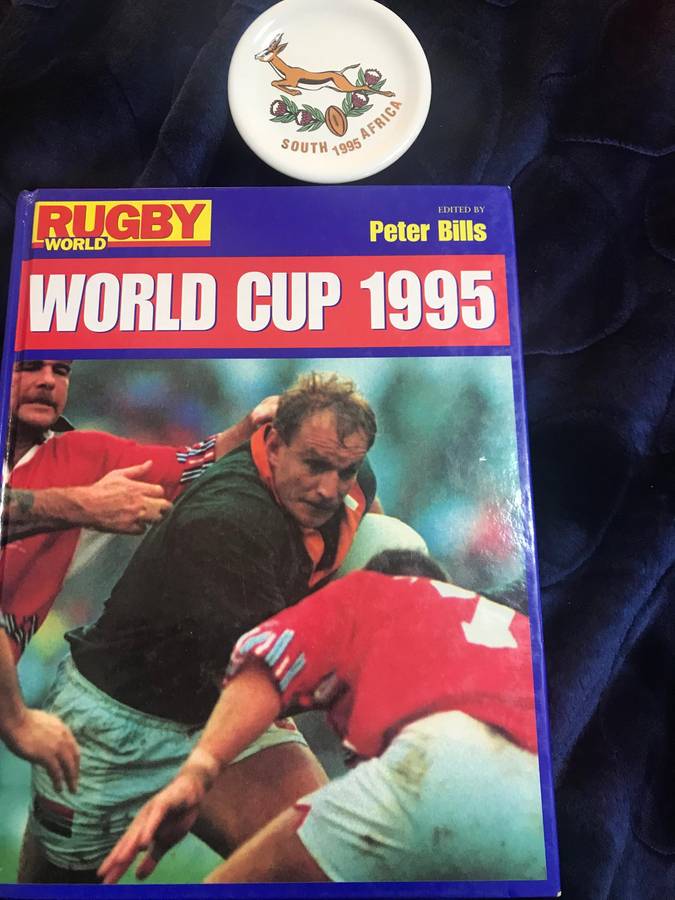 SOUTH 1995 AFRICA
RUGBY
WORLD
EDITED BY
Peter Bills
WORLD CUP 1995